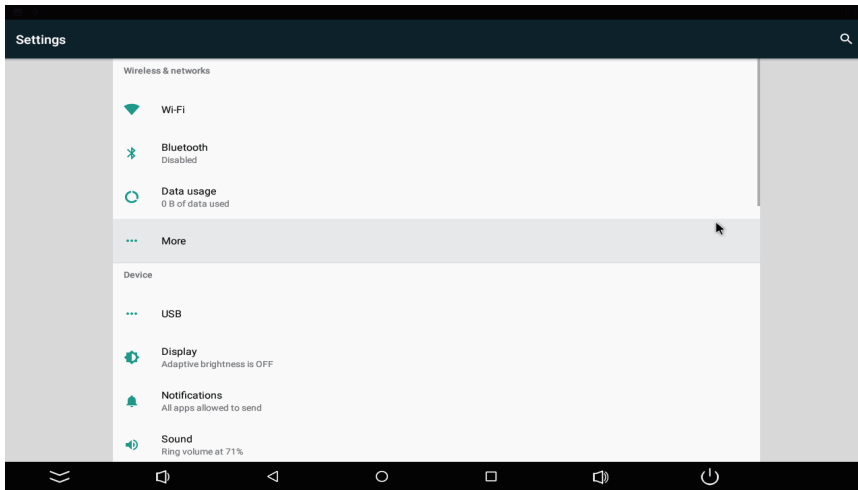 Settings
Wireless & networks
Wi-Fi
Bluetooth
Disabled
Data usage
0 B of data used
More
Device
USB
Display
Adaptive brightness is OFF
Notifications
All apps allowed to send
Sound
Ring volume at 71%